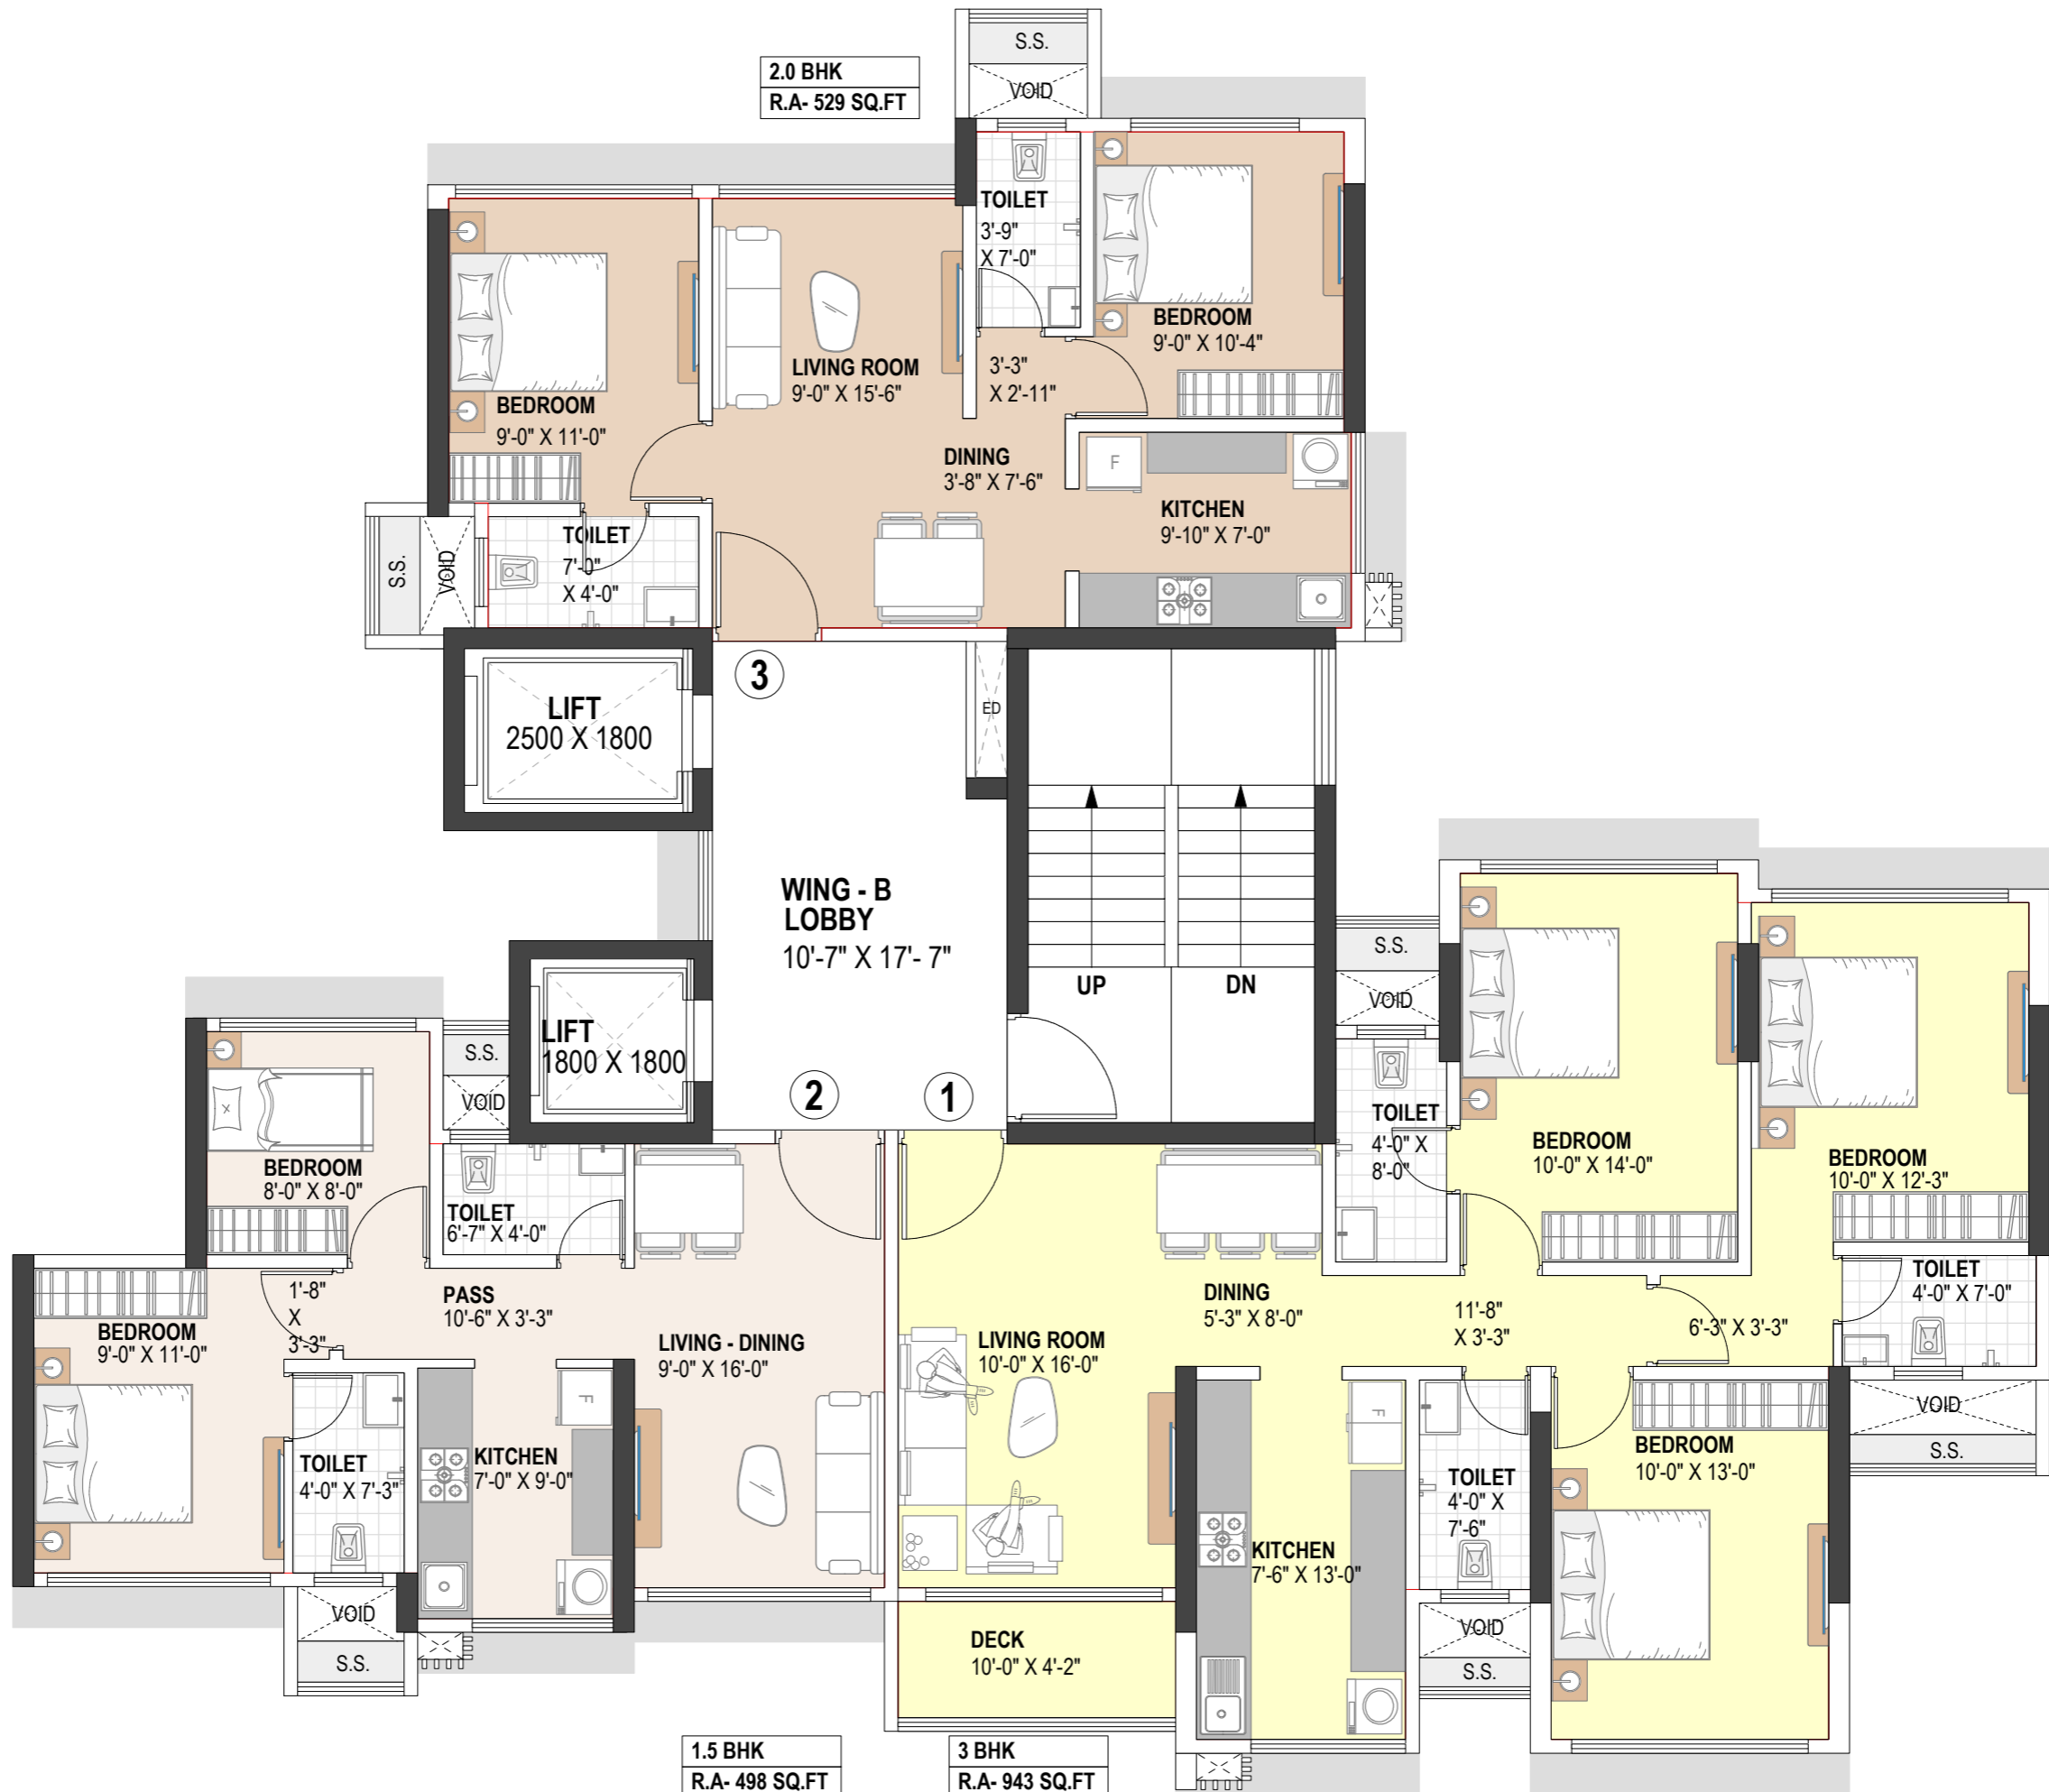 S.S.
VOID
2.0 BHK
R.A- 529 SQ.FT
TOILET
3'-9"
X 7'-0"
BEDROOM
9'-0" X 10'-4"
LIVING ROOM
9'-0" X 15'-6"
3'-3"
X 2'-11"
BEDROOM
9'-0" X 11'-0"
DINING
3'-8" X 7'-6"
F
KITCHEN
9'-10" X 7'-0"
TOILET
7'-0"
X 4'-0"
S.S.
VOID
3
LIFT
2500 X 1800
ED
WING - B
LOBBY
10'-7" X 17'- 7"
UP
DN
S.S.
VOID
LIFT
1800 X 1800
2
1
S.S.
VOID
TOILET
4'-0" X
8'-0"
BEDROOM
10'-0" X 14'-0"
BEDROOM
10'-0" X 12'-3"
BEDROOM
8'-0" X 8'-0"
TOILET
6'-7" X 4'-0"
1'-8"
X
3'-3"
PASS
10'-6" X 3'-3"
DINING
5'-3" X 8'-0"
11'-8"
X 3'-3"
6'-3" X 3'-3"
TOILET
4'-0" X 7'-0"
BEDROOM
9'-0" X 11'-0"
LIVING - DINING
9'-0" X 16'-0"
LIVING ROOM
10'-0" X 16'-0"
F
F
VOID
S.S.
TOILET
4'-0" X 7'-3"
KITCHEN
7'-0" X 9'-0"
TOILET
4'-0" X
7'-6"
BEDROOM
10'-0" X 13'-0"
KITCHEN
7'-6" X 13'-0"
VOID
S.S.
VOID
S.S.
DECK
10'-0" X 4'-2"
1.5 BHK
R.A- 498 SQ.FT
3 BHK
R.A- 943 SQ.FT